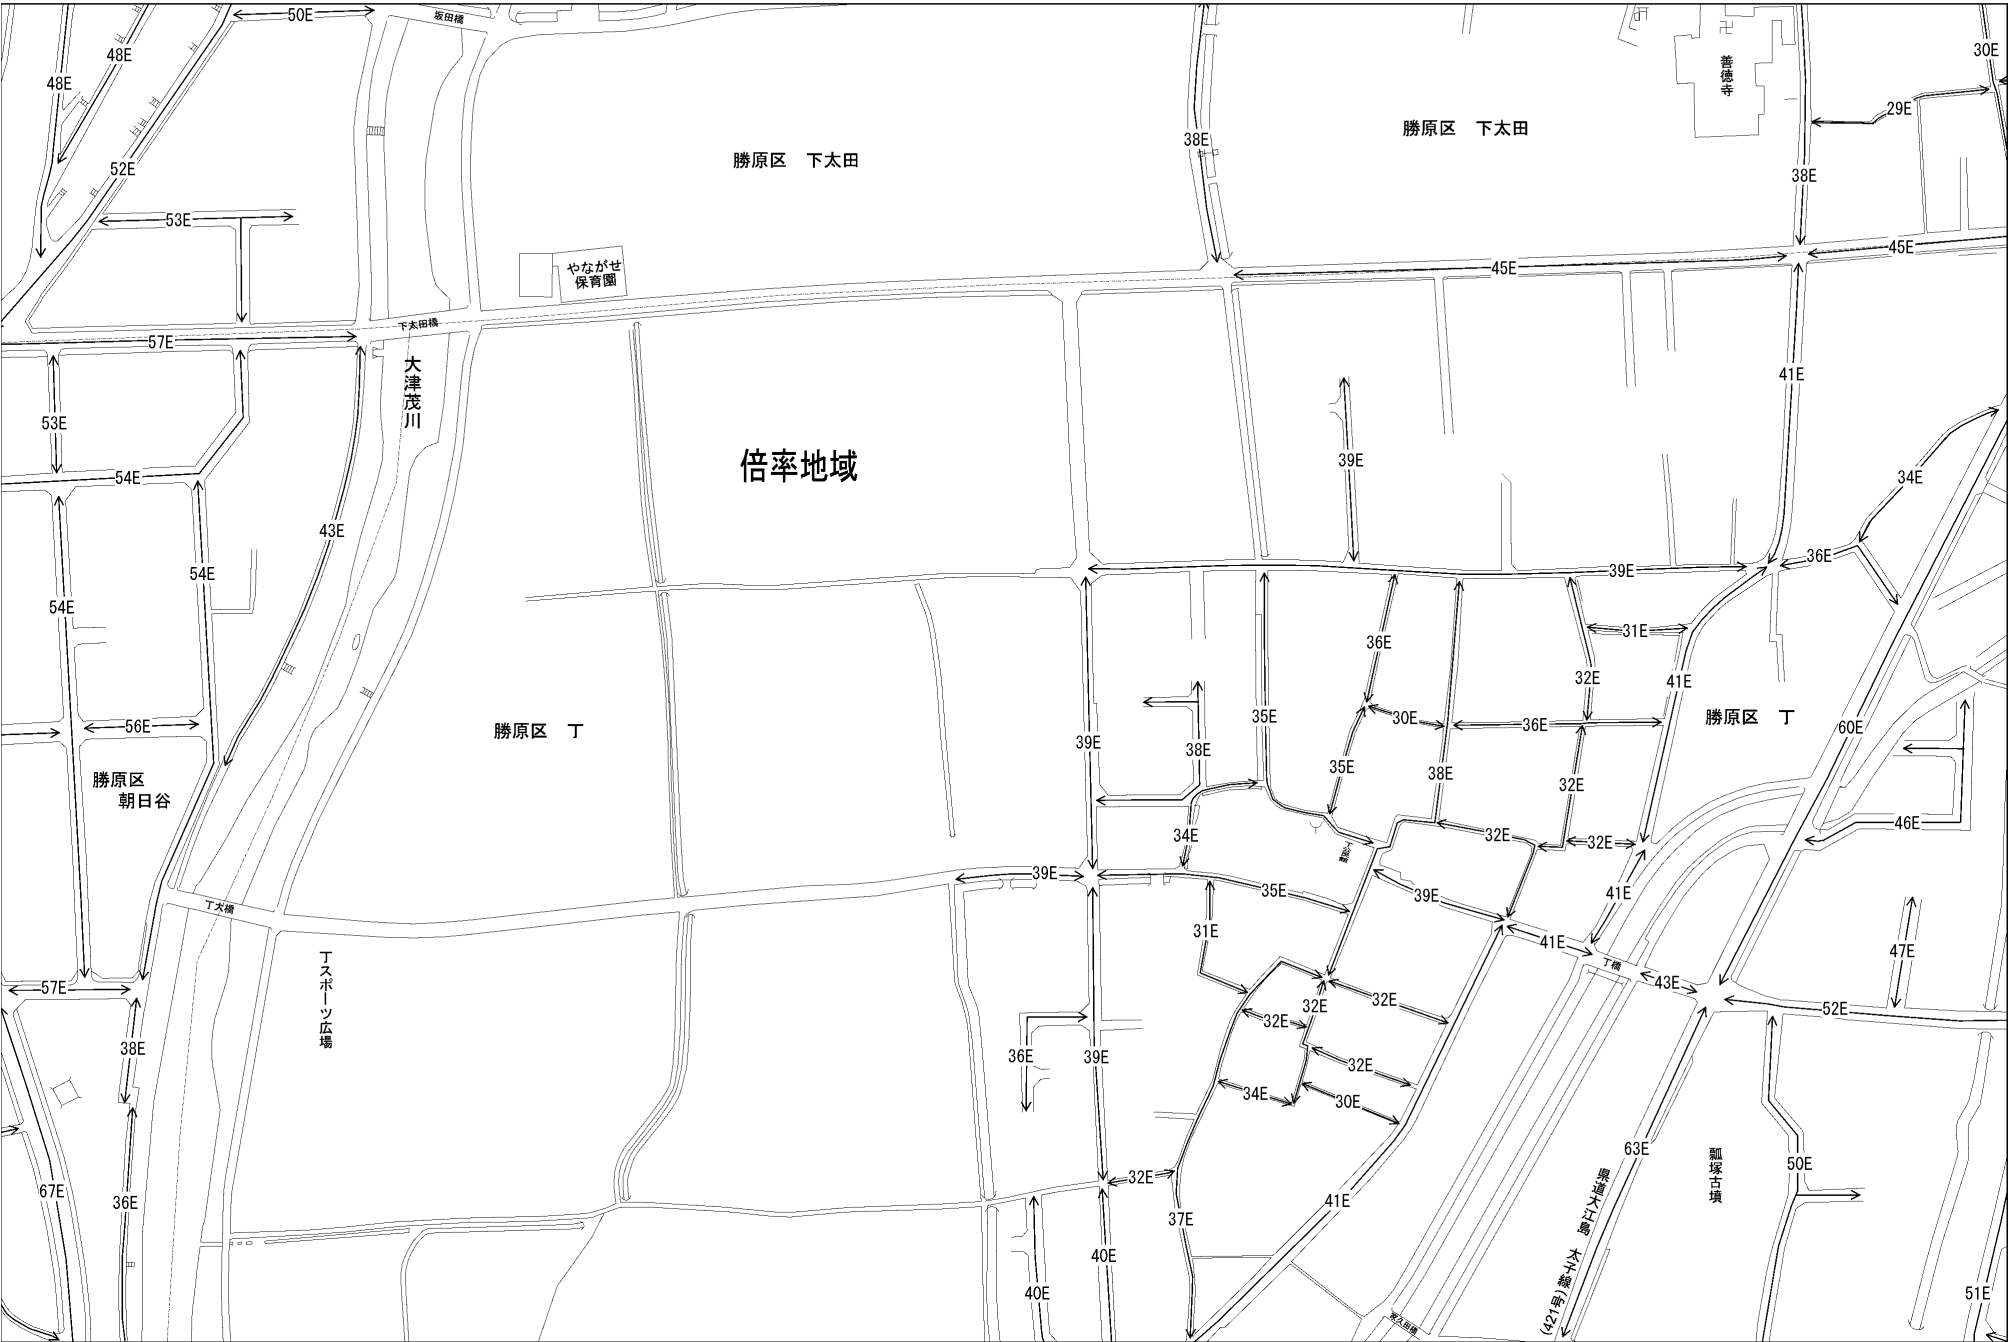 50E
坂田橋
48E
48E
30E
善徳寺
29E
勝原区 下太田
38E
勝原区 下太田
52E
38E
53E
45E
45E
やながせ
保育園
下太田橋
57E
大津茂川
41E
53E
39E
倍率地域
54E
34E
43E
36E
54E
39E
54E
31E
36E
32E
41E
35E
30E
36E
勝原区 丁
56E
勝原区 丁
60E
39E
38E
35E
38E
32E
勝原区
朝日谷
46E
34E
32E
32E
丁公民館
39E
35E
39E
41E
丁大橋
31E
41E
47E
丁橋
丁スポーツ広場
57E
43E
32E
32E
32E
52E
38E
36E
39E
32E
34E
30E
63E
瓢塚古墳
50E
32E
67E
36E
41E
県道大江島 太子線
(421号)
37E
40E
40E
51E